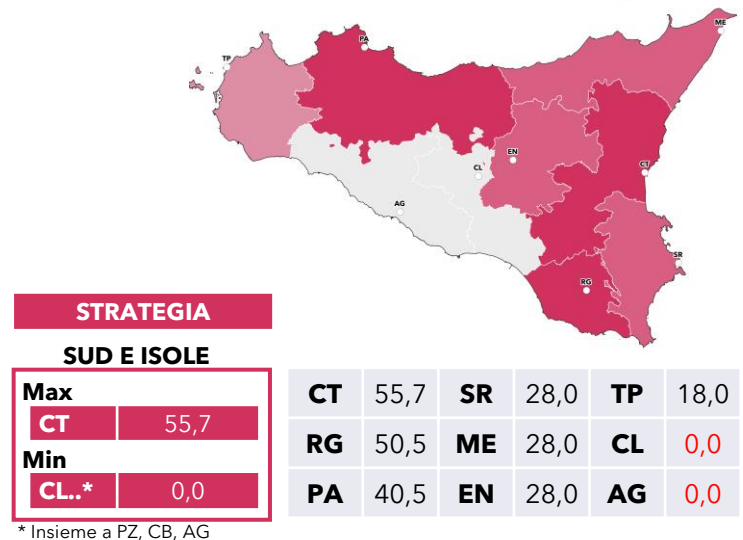 ME
PA
TP
EN
CL
CT
AG
SR
RG
STRATEGIA
SUD E ISOLE
Max
CT 55,7
Min
CL..* 0,0
* Insieme a PZ, CB, AG
CT 55,7 SR 28,0 TP 18,0
RG 50,5 ME 28,0 CL 0,0
PA 40,5 EN 28,0 AG 0,0